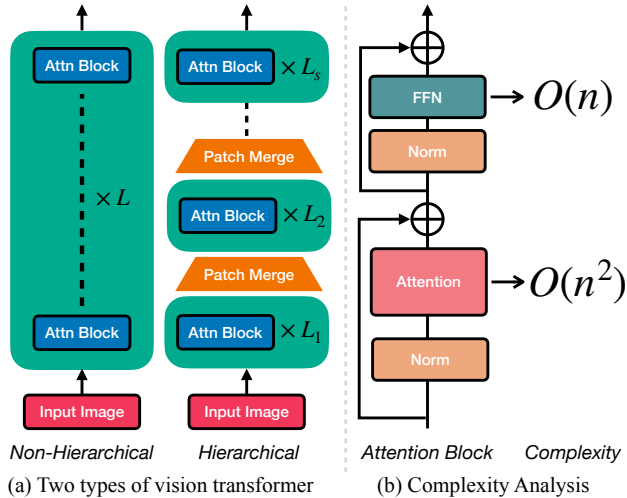 Attn Block
× L
Attn Block
Input Image
Non-Hierarchical
Attn Block × Lₛ
Patch Merge
Attn Block × L₂
Patch Merge
Attn Block × L₁
Input Image
Hierarchical
(a) Two types of vision transformer
FFN
O(n)
Norm
Attention
O(n²)
Norm
Attention Block
Complexity
(b) Complexity Analysis